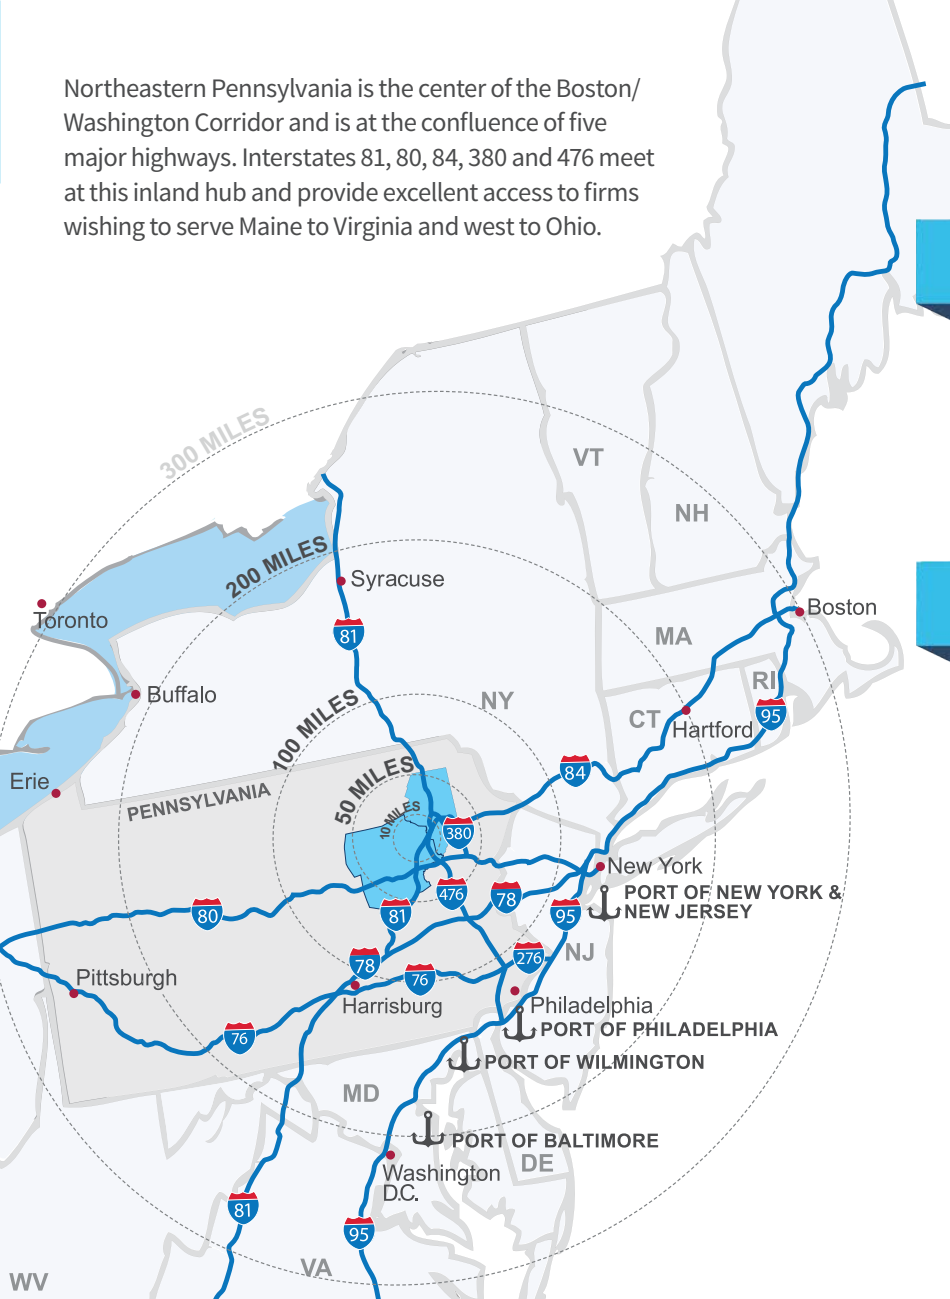 Northeastern Pennsylvania is the center of the Boston/
Washington Corridor and is at the confluence of five
major highways. Interstates 81, 80, 84, 380 and 476 meet
at this inland hub and provide excellent access to firms
wishing to serve Maine to Virginia and west to Ohio.
300 MILES
VT
NH
200 MILES
Syracuse
Toronto
Boston
81
MA
Buffalo
RI
NY
100 MILES
CT
95
Hartford
84
Erie
50 MILES
PENNSYLVANIA
10 MILES
380
New York
476
78
PORT OF NEW YORK &
NEW JERSEY
80
81
95
NJ
276
78
76
Pittsburgh
Harrisburg
Philadelphia
PORT OF PHILADELPHIA
76
PORT OF WILMINGTON
MD
PORT OF BALTIMORE
DE
Washington
D.C.
81
95
VA
WV